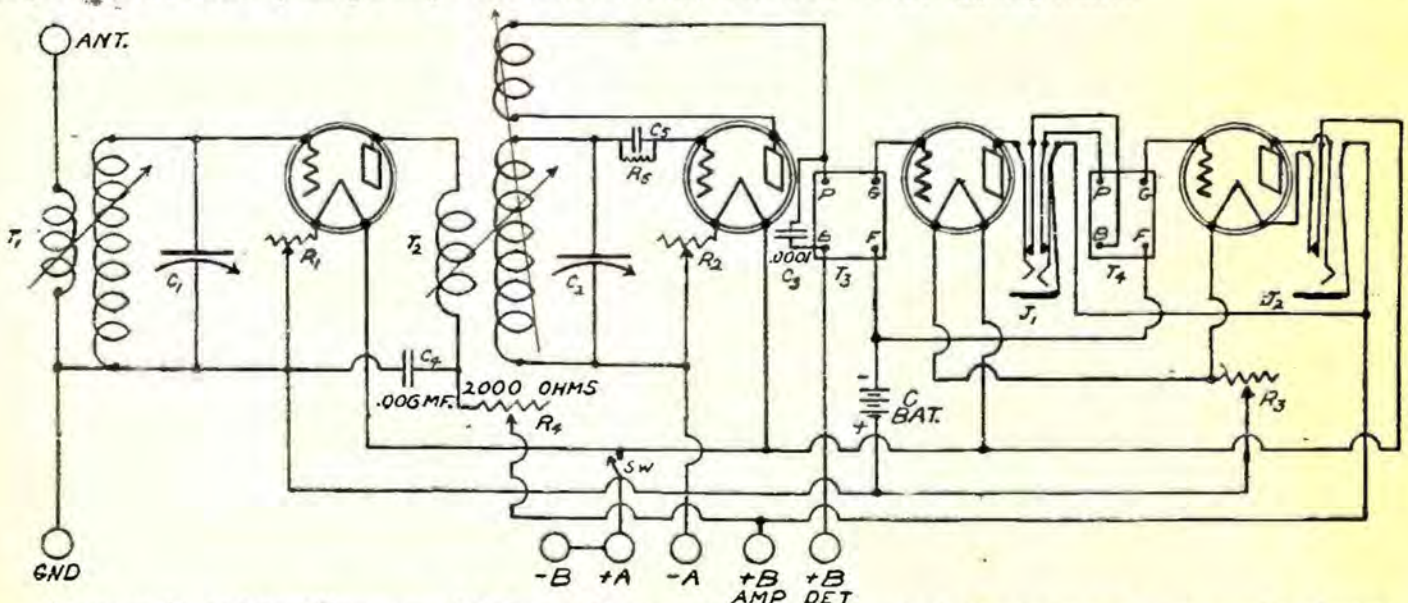 ANT.
T1
C1
R1
T2
C4
.006 MF.
2000 OHMS
R4
C5
R5
C2
R2
P
G
B
F
.0001
C3
T3
J1
P
G
B
F
T4
J2
-
C
BAT.
+
R3
SW
GND
-B
+A
-A
+B
AMP
+B
DET